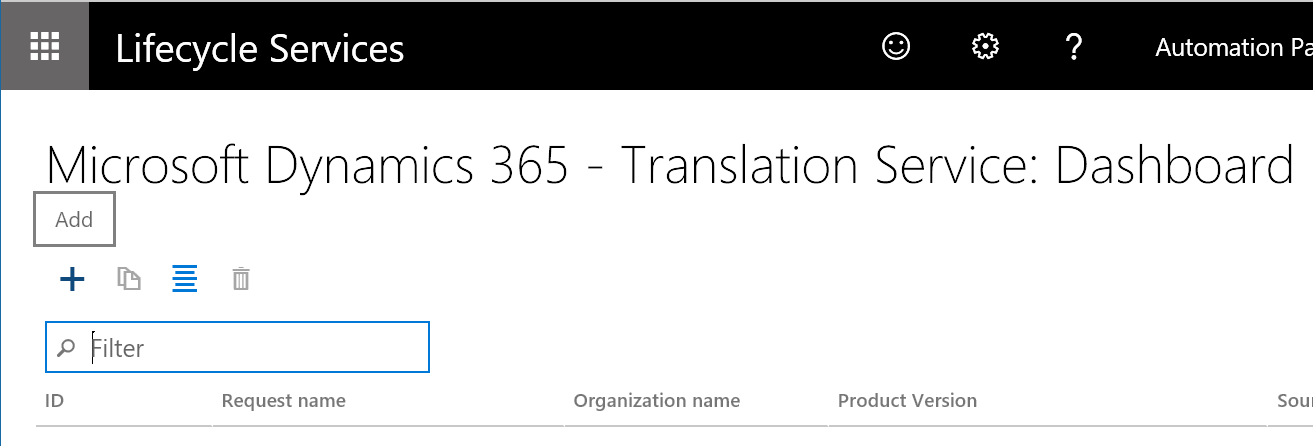 Lifecycle Services
? Automation Pa
Microsoft Dynamics 365 - Translation Service: Dashboard
Add
Filter
ID Request name Organization name Product Version Sour